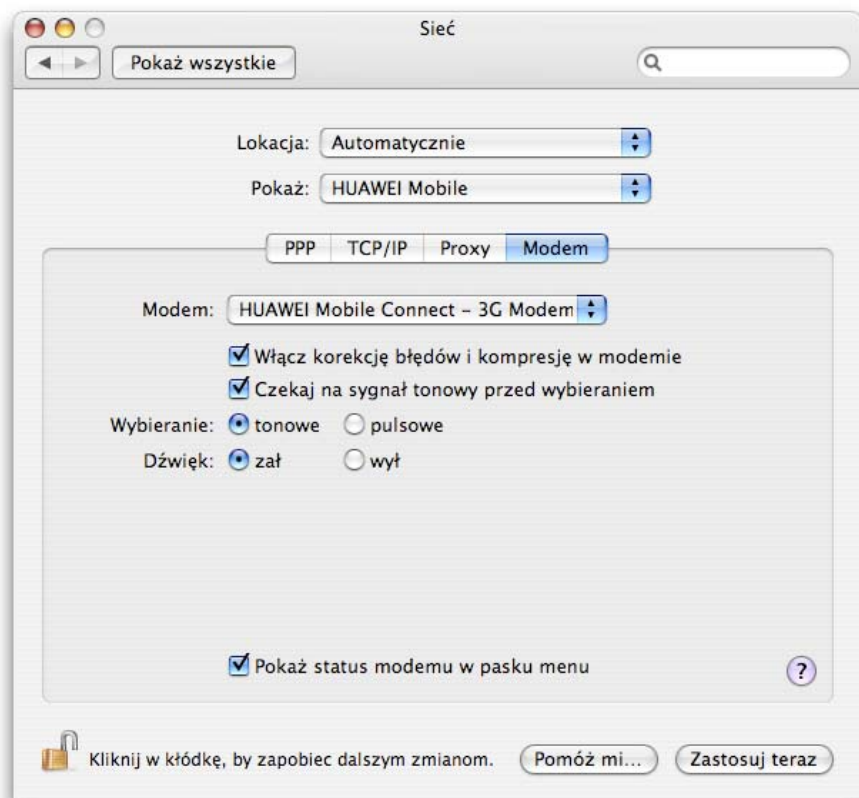 Sieć
Pokaż wszystkie
Lokacja: Automatycznie
Pokaż: HUAWEI Mobile
PPP TCP/IP Proxy Modem
Modem: HUAWEI Mobile Connect – 3G Modem
Włącz korekcję błędów i kompresję w modemie
Czekaj na sygnał tonowy przed wybieraniem
Wybieranie: tonowe pulsowe
Dźwięk: zał wył
Pokaż status modemu w pasku menu ?
Kliknij w kłódkę, by zapobiec dalszym zmianom. Pomóż mi... Zastosuj teraz